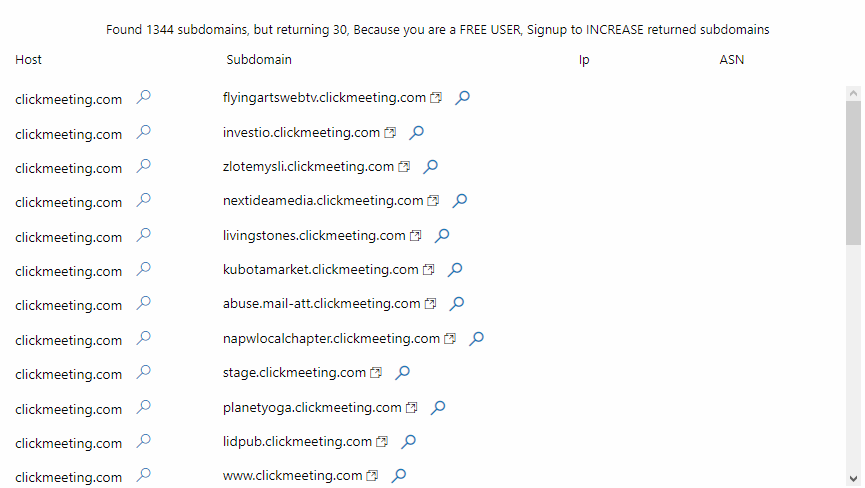 Found 1344 subdomains, but returning 30, Because you are a FREE USER, Signup to INCREASE returned subdomains
Host Subdomain Ip ASN
clickmeeting.com flyingartswebtv.clickmeeting.com
clickmeeting.com investio.clickmeeting.com
clickmeeting.com zlotemysli.clickmeeting.com
clickmeeting.com nextideamedia.clickmeeting.com
clickmeeting.com livingstones.clickmeeting.com
clickmeeting.com kubotamarket.clickmeeting.com
clickmeeting.com abuse.mail-att.clickmeeting.com
clickmeeting.com napwlocalchapter.clickmeeting.com
clickmeeting.com stage.clickmeeting.com
clickmeeting.com planetyoga.clickmeeting.com
clickmeeting.com lidpub.clickmeeting.com
clickmeeting.com www.clickmeeting.com